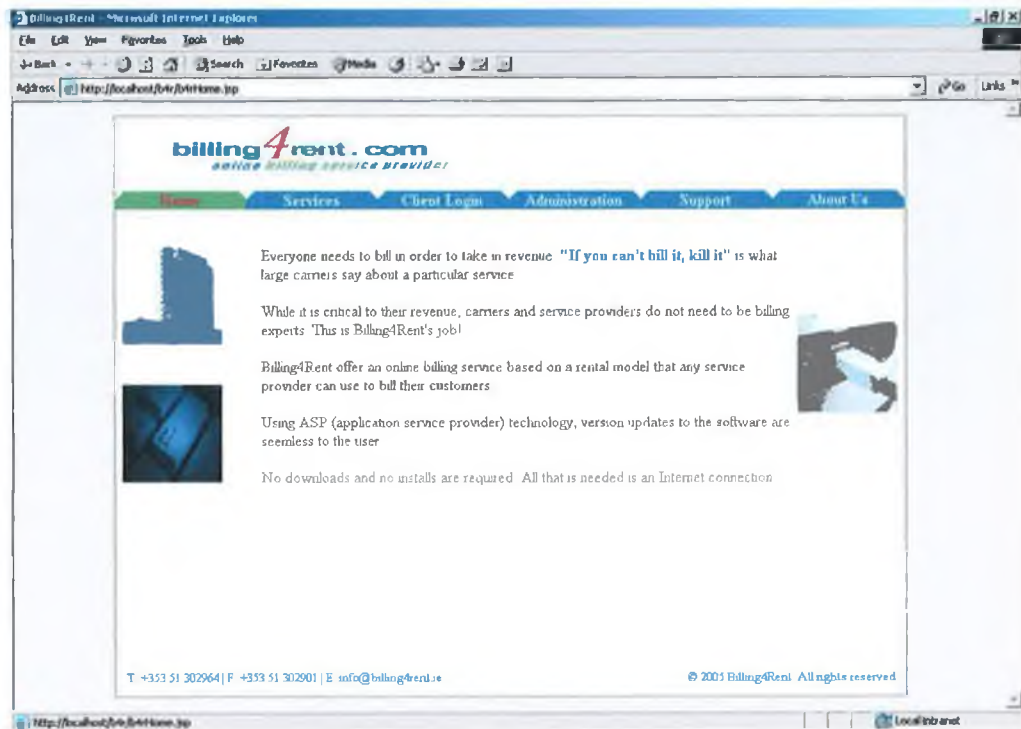 Billing4Rent - Microsoft Internet Explorer
File Edit View Favorites Tools Help
Back Search Favorites Media
Address http://localhost/b4r/b4rHome.jsp Go Links »
billing4rent.com
online billing service provider
Home Services Client Login Administration Support About Us
Everyone needs to bill in order to take in revenue "If you can't bill it, kill it" is what
large carriers say about a particular service
While it is critical to their revenue, carriers and service providers do not need to be billing
experts This is Billing4Rent's job!
Billing4Rent offer an online billing service based on a rental model that any service
provider can use to bill their customers
Using ASP (application service provider) technology, version updates to the software are
seemless to the user
No downloads and no installs are required All that is needed is an Internet connection
T +353 51 302964 | F +353 51 302901 | E info@billing4rent.ie
© 2005 Billing4Rent All rights reserved
http://localhost/b4r/b4rHome.jsp Local intranet